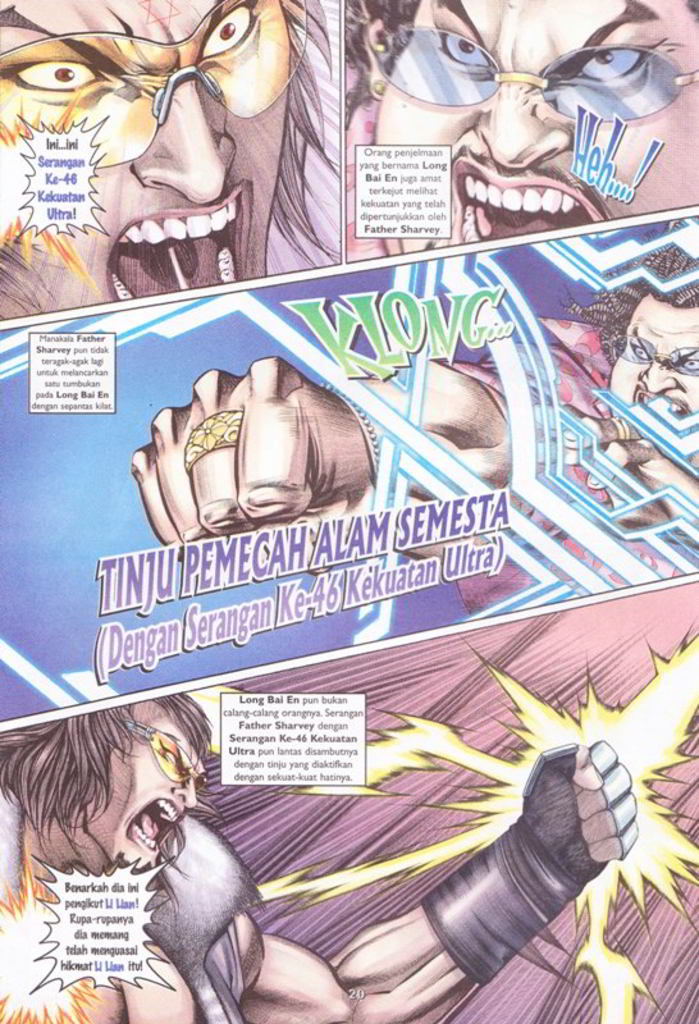 Ini...ini
Serangan
Ke-46
Kekuatan
Ultra!
Orang penjelmaan
yang bernama Long
Bai En juga amat
terkejut melihat
kekuatan yang telah
dipertunjukkan oleh
Father Sharvey.
Heh.....!
Manakala Father
Sharvey pun tidak
teragak-agak lagi
untuk melancarkan
satu tumbukan
pada Long Bai En
dengan sepantas kilat.
KLONG...
TINJU PEMECAH ALAM SEMESTA
(Dengan Serangan Ke-46 Kekuatan Ultra)
Long Bai En pun bukan
calang-calang orangnya. Serangan
Father Sharvey dengan
Serangan Ke-46 Kekuatan
Ultra pun lantas disambutnya
dengan tinju yang diaktifkan
dengan sekuat-kuat hatinya.
Benarkah dia ini
pengikut Li Lian!
Rupa-rupanya
dia memang
telah menguasai
hikmat Li Lian itu!
20